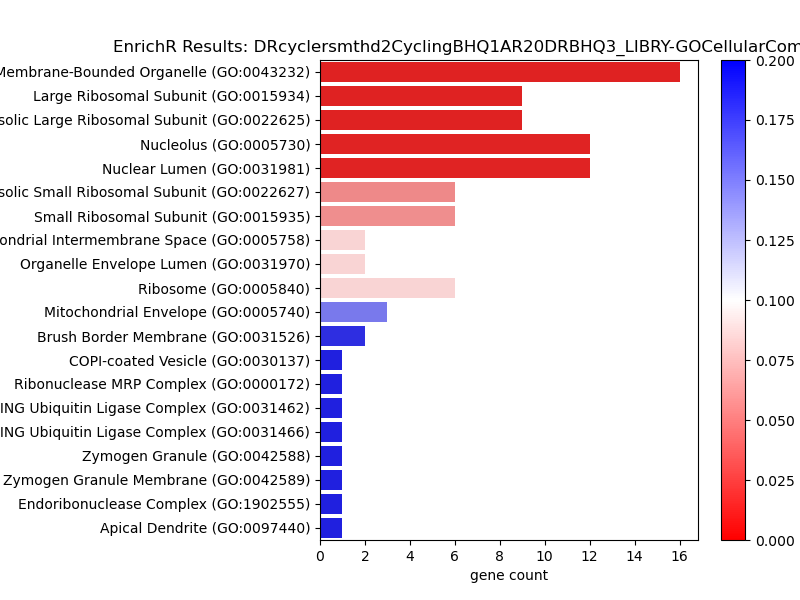 EnrichR Results: DRcyclersmthd2CyclingBHQ1AR20DRBHQ3_LIBRY-GOCellularCom
Membrane-Bounded Organelle (GO:0043232)
Large Ribosomal Subunit (GO:0015934)
solic Large Ribosomal Subunit (GO:0022625)
Nucleolus (GO:0005730)
Nuclear Lumen (GO:0031981)
solic Small Ribosomal Subunit (GO:0022627)
Small Ribosomal Subunit (GO:0015935)
ondrial Intermembrane Space (GO:0005758)
Organelle Envelope Lumen (GO:0031970)
Ribosome (GO:0005840)
Mitochondrial Envelope (GO:0005740)
Brush Border Membrane (GO:0031526)
COPI-coated Vesicle (GO:0030137)
Ribonuclease MRP Complex (GO:0000172)
ING Ubiquitin Ligase Complex (GO:0031462)
ING Ubiquitin Ligase Complex (GO:0031466)
Zymogen Granule (GO:0042588)
Zymogen Granule Membrane (GO:0042589)
Endoribonuclease Complex (GO:1902555)
Apical Dendrite (GO:0097440)
0 2 4 6 8 10 12 14 16
gene count
0.200
0.175
0.150
0.125
0.100
0.075
0.050
0.025
0.000